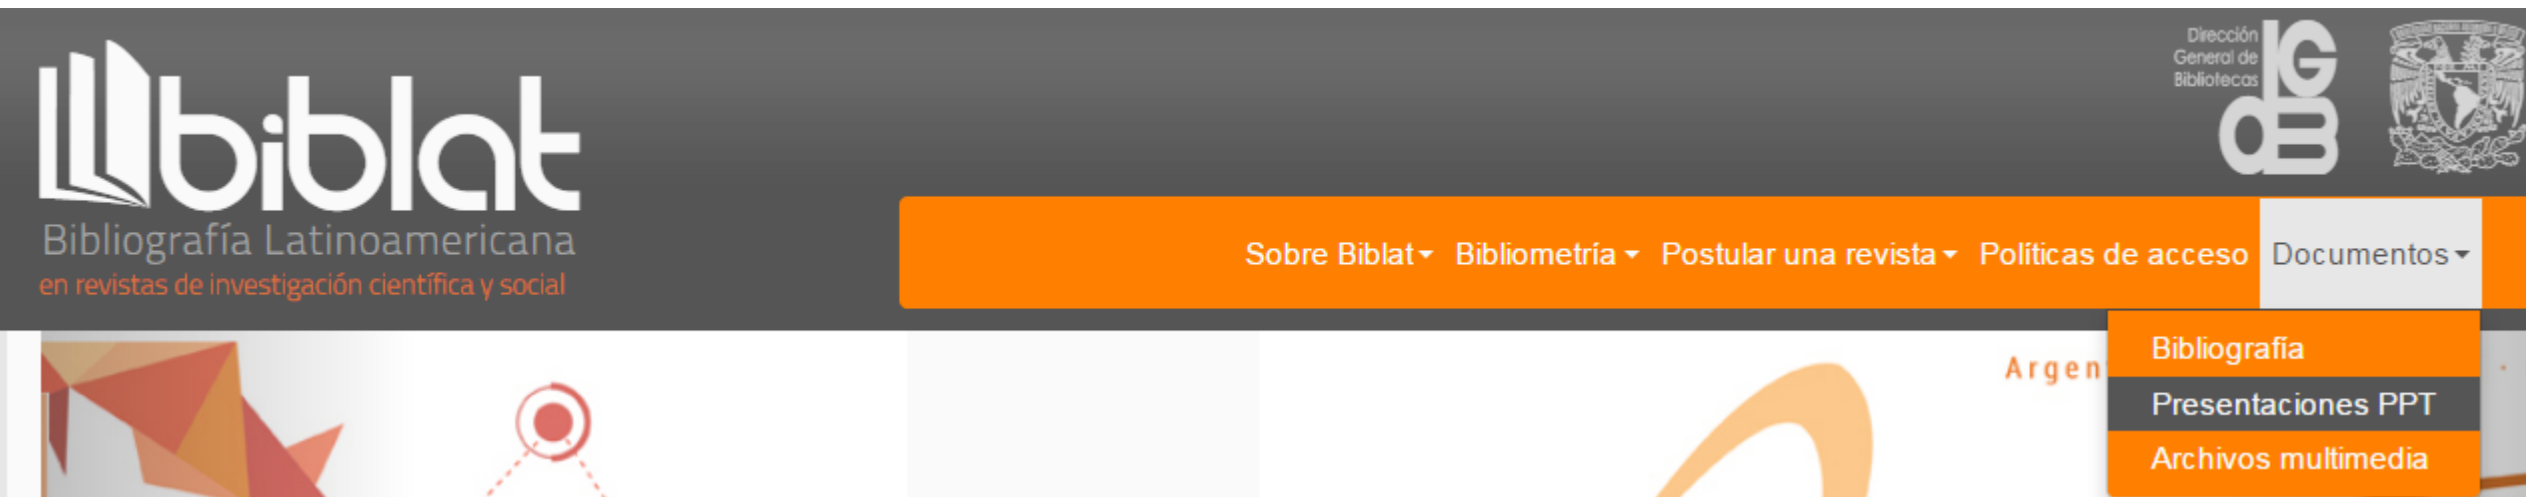 Dirección
General de
Bibliotecas
DGB
biblat
Bibliografía Latinoamericana
en revistas de investigación científica y social
Sobre Biblat Bibliometría Postular una revista Políticas de acceso Documentos
Bibliografía
Argen
Presentaciones PPT
Archivos multimedia